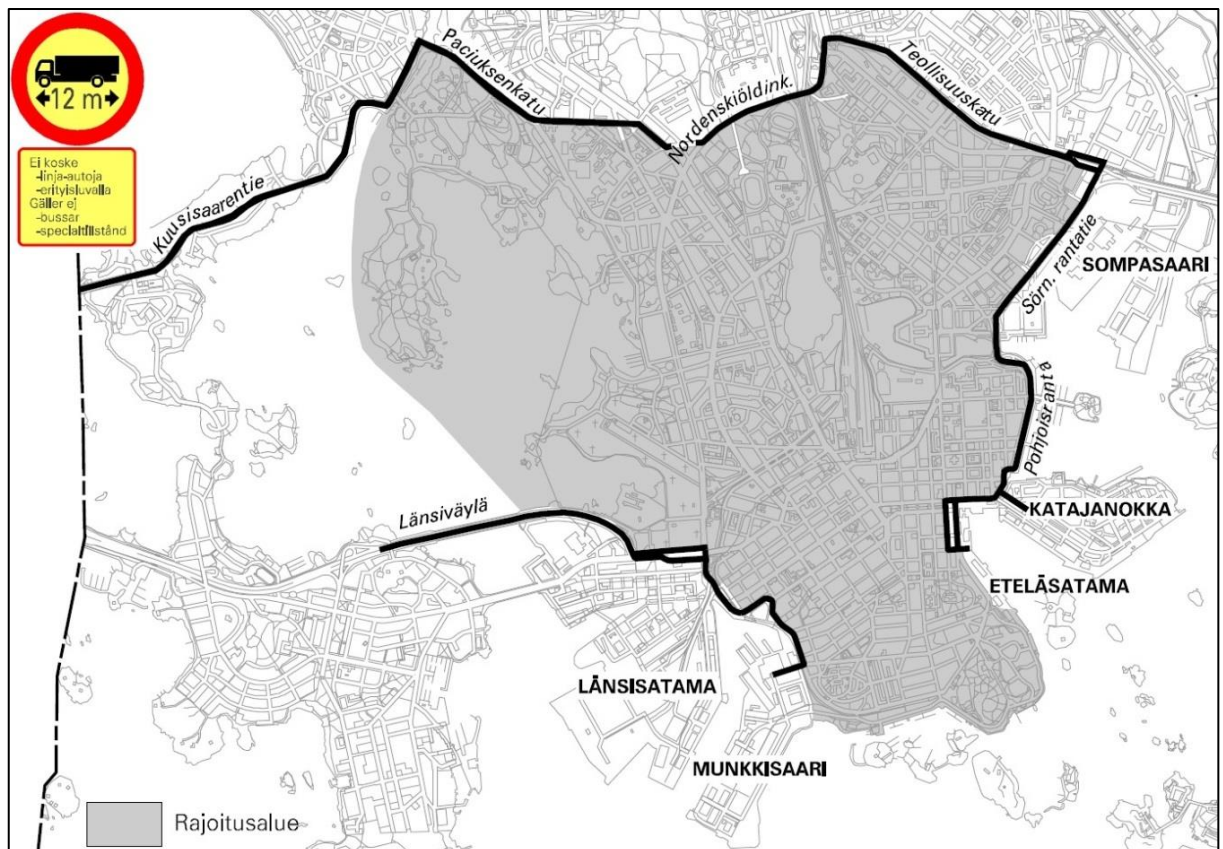 12 m
Ei koske
-linja-autoja
-erityisluvalla
Gäller ej
-bussar
-specialtillstånd
Kuusisaarentie
Paciuksenkatu
Nordenskiöldink.
Teollisuuskatu
Sörn. rantatie
SOMPASAARI
Pohjoisranta
KATAJANOKKA
ETELÄSATAMA
Länsiväylä
LÄNSISATAMA
MUNKKISAARI
Rajoitusalue